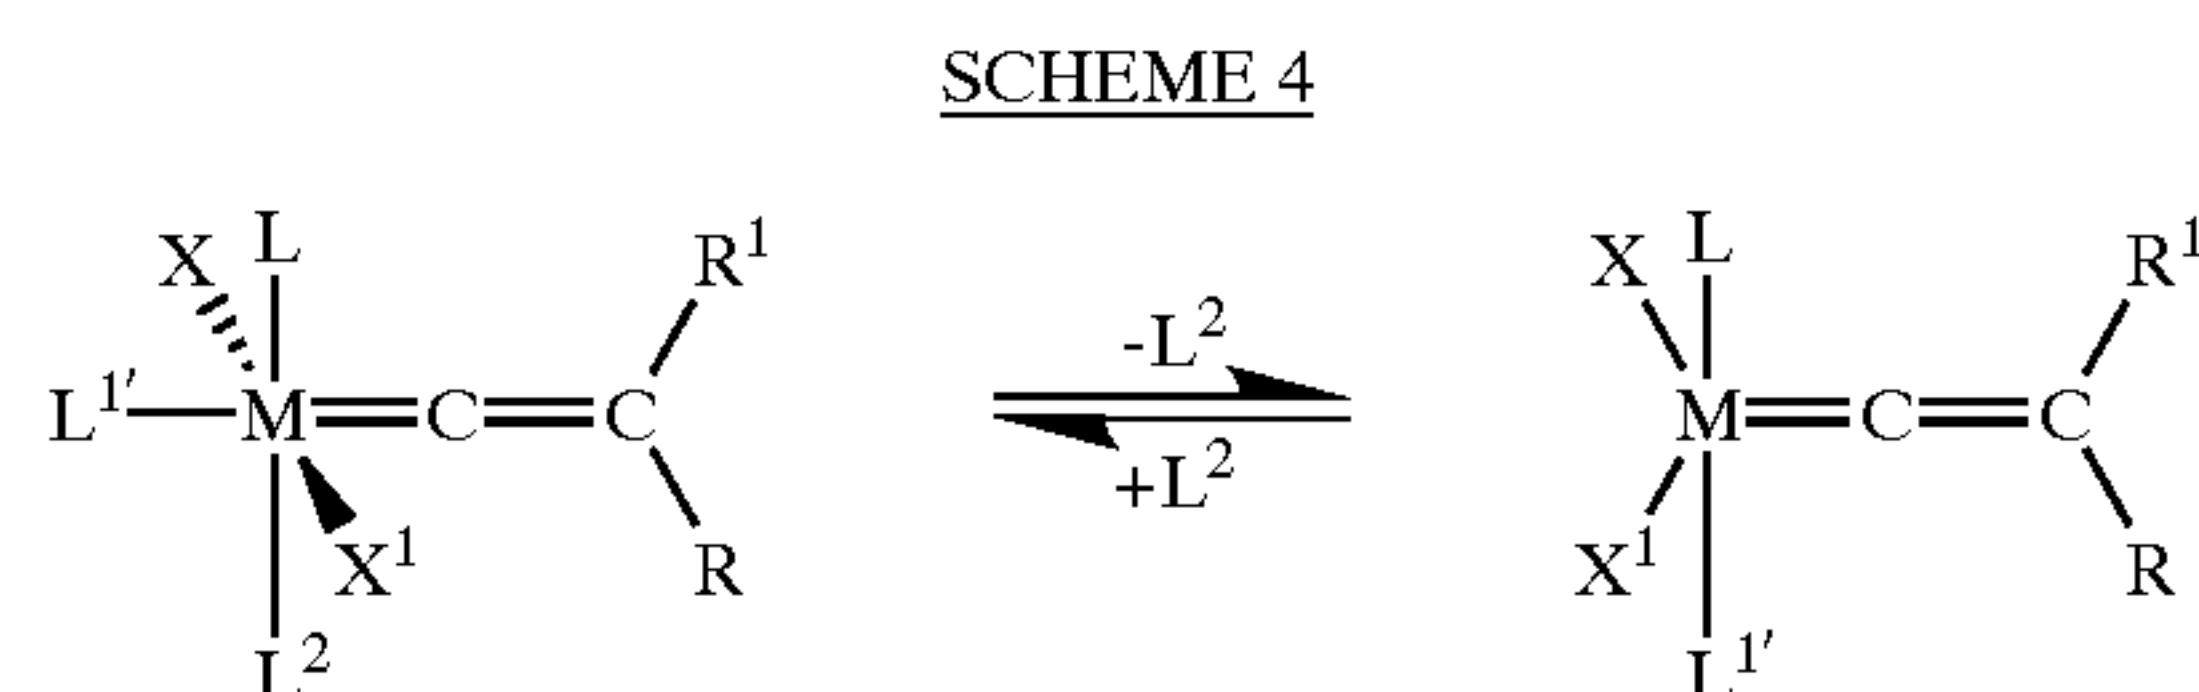 SCHEME 4
X L R¹ X L R¹
-L²
L¹′ M C C M C C
+L²
X¹ R X¹ R
L² L¹′